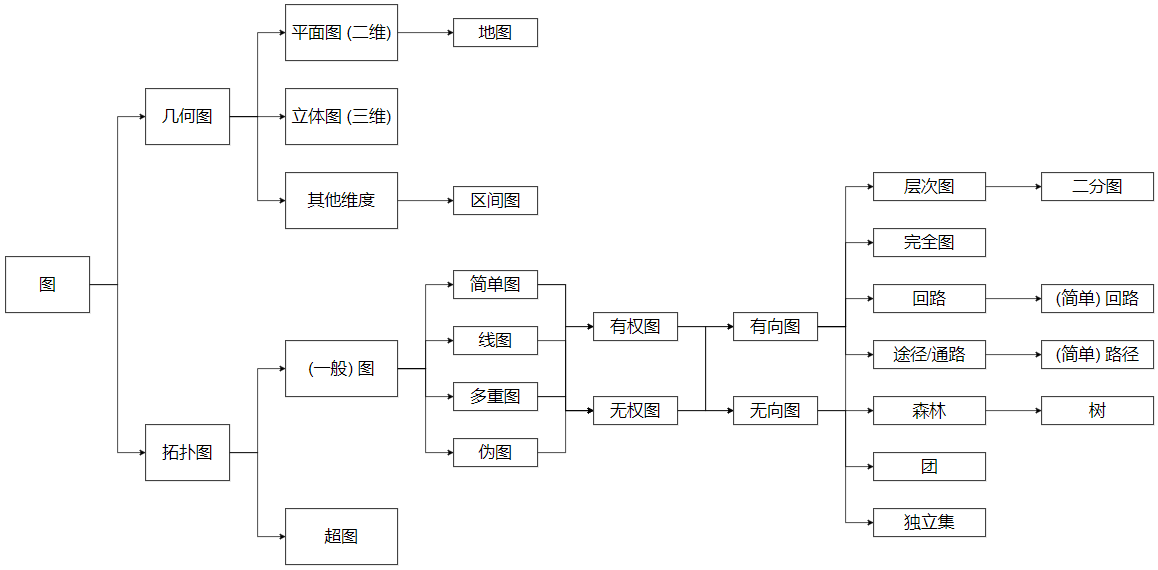 平面图 (二维)
地图
几何图
立体图 (三维)
其他维度
区间图
层次图
二分图
完全图
图
简单图
回路
(简单) 回路
有权图
有向图
线图
途径/通路
(简单) 路径
(一般) 图
多重图
无权图
无向图
森林
树
拓扑图
伪图
团
独立集
超图